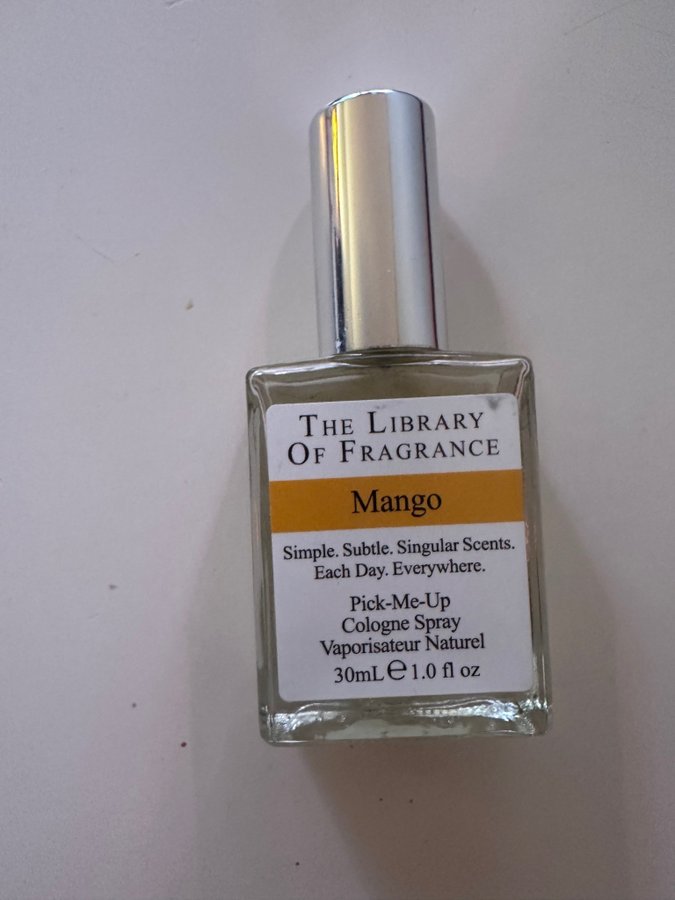 THE LIBRARY
OF FRAGRANCE
Mango
Simple. Subtle. Singular Scents.
Each Day. Everywhere.
Pick-Me-Up
Cologne Spray
Vaporisateur Naturel
30mL℮1.0 fl oz